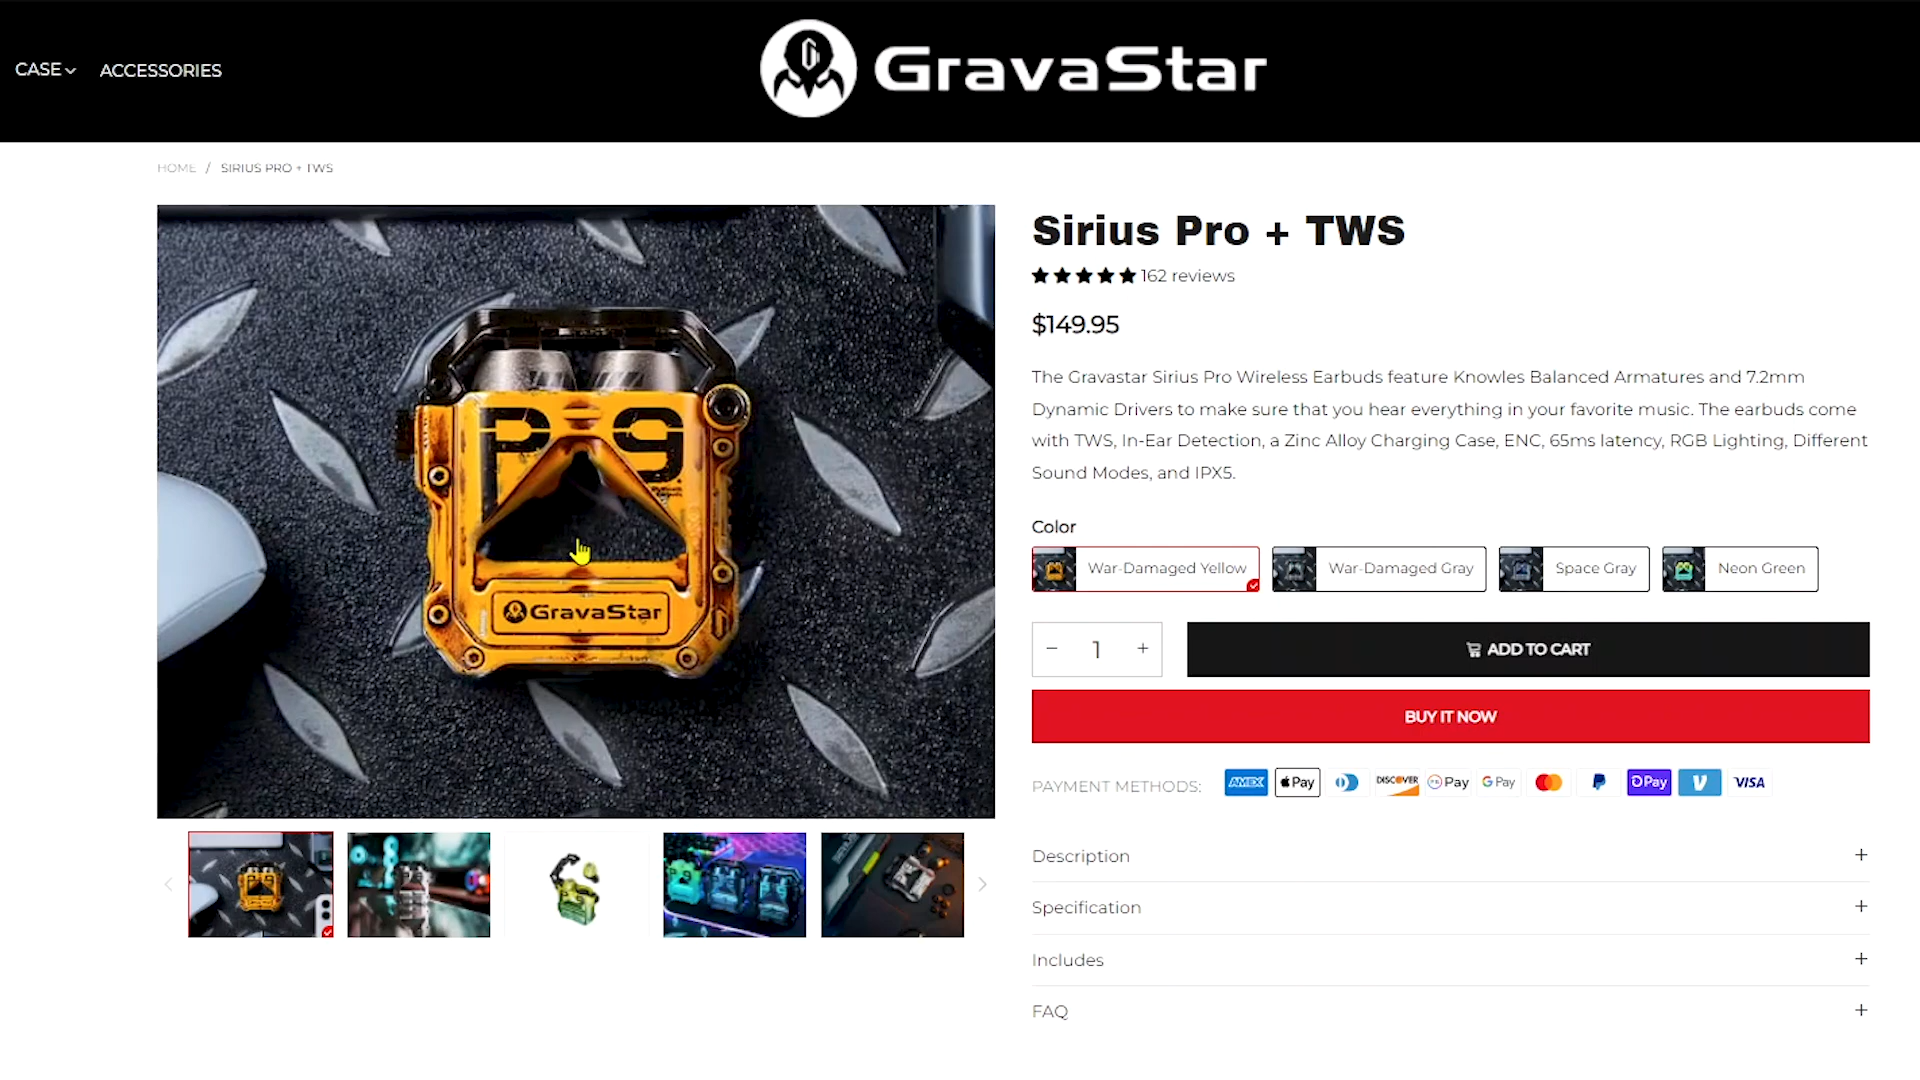 CASE
ACCESSORIES
GravaStar
HOME / SIRIUS PRO + TWS
P9
GravaStar
Sirius Pro + TWS
162 reviews
$149.95
The Gravastar Sirius Pro Wireless Earbuds feature Knowles Balanced Armatures and 7.2mm
Dynamic Drivers to make sure that you hear everything in your favorite music. The earbuds come
with TWS, In-Ear Detection, a Zinc Alloy Charging Case, ENC, 65ms latency, RGB Lighting, Different
Sound Modes, and IPX5.
Color
War-Damaged Yellow
War-Damaged Gray
Space Gray
Neon Green
− 1 +
ADD TO CART
BUY IT NOW
PAYMENT METHODS:
AMEX
Pay
DISCOVER
Pay
G Pay
Pay
VISA
Description +
Specification +
Includes +
FAQ +